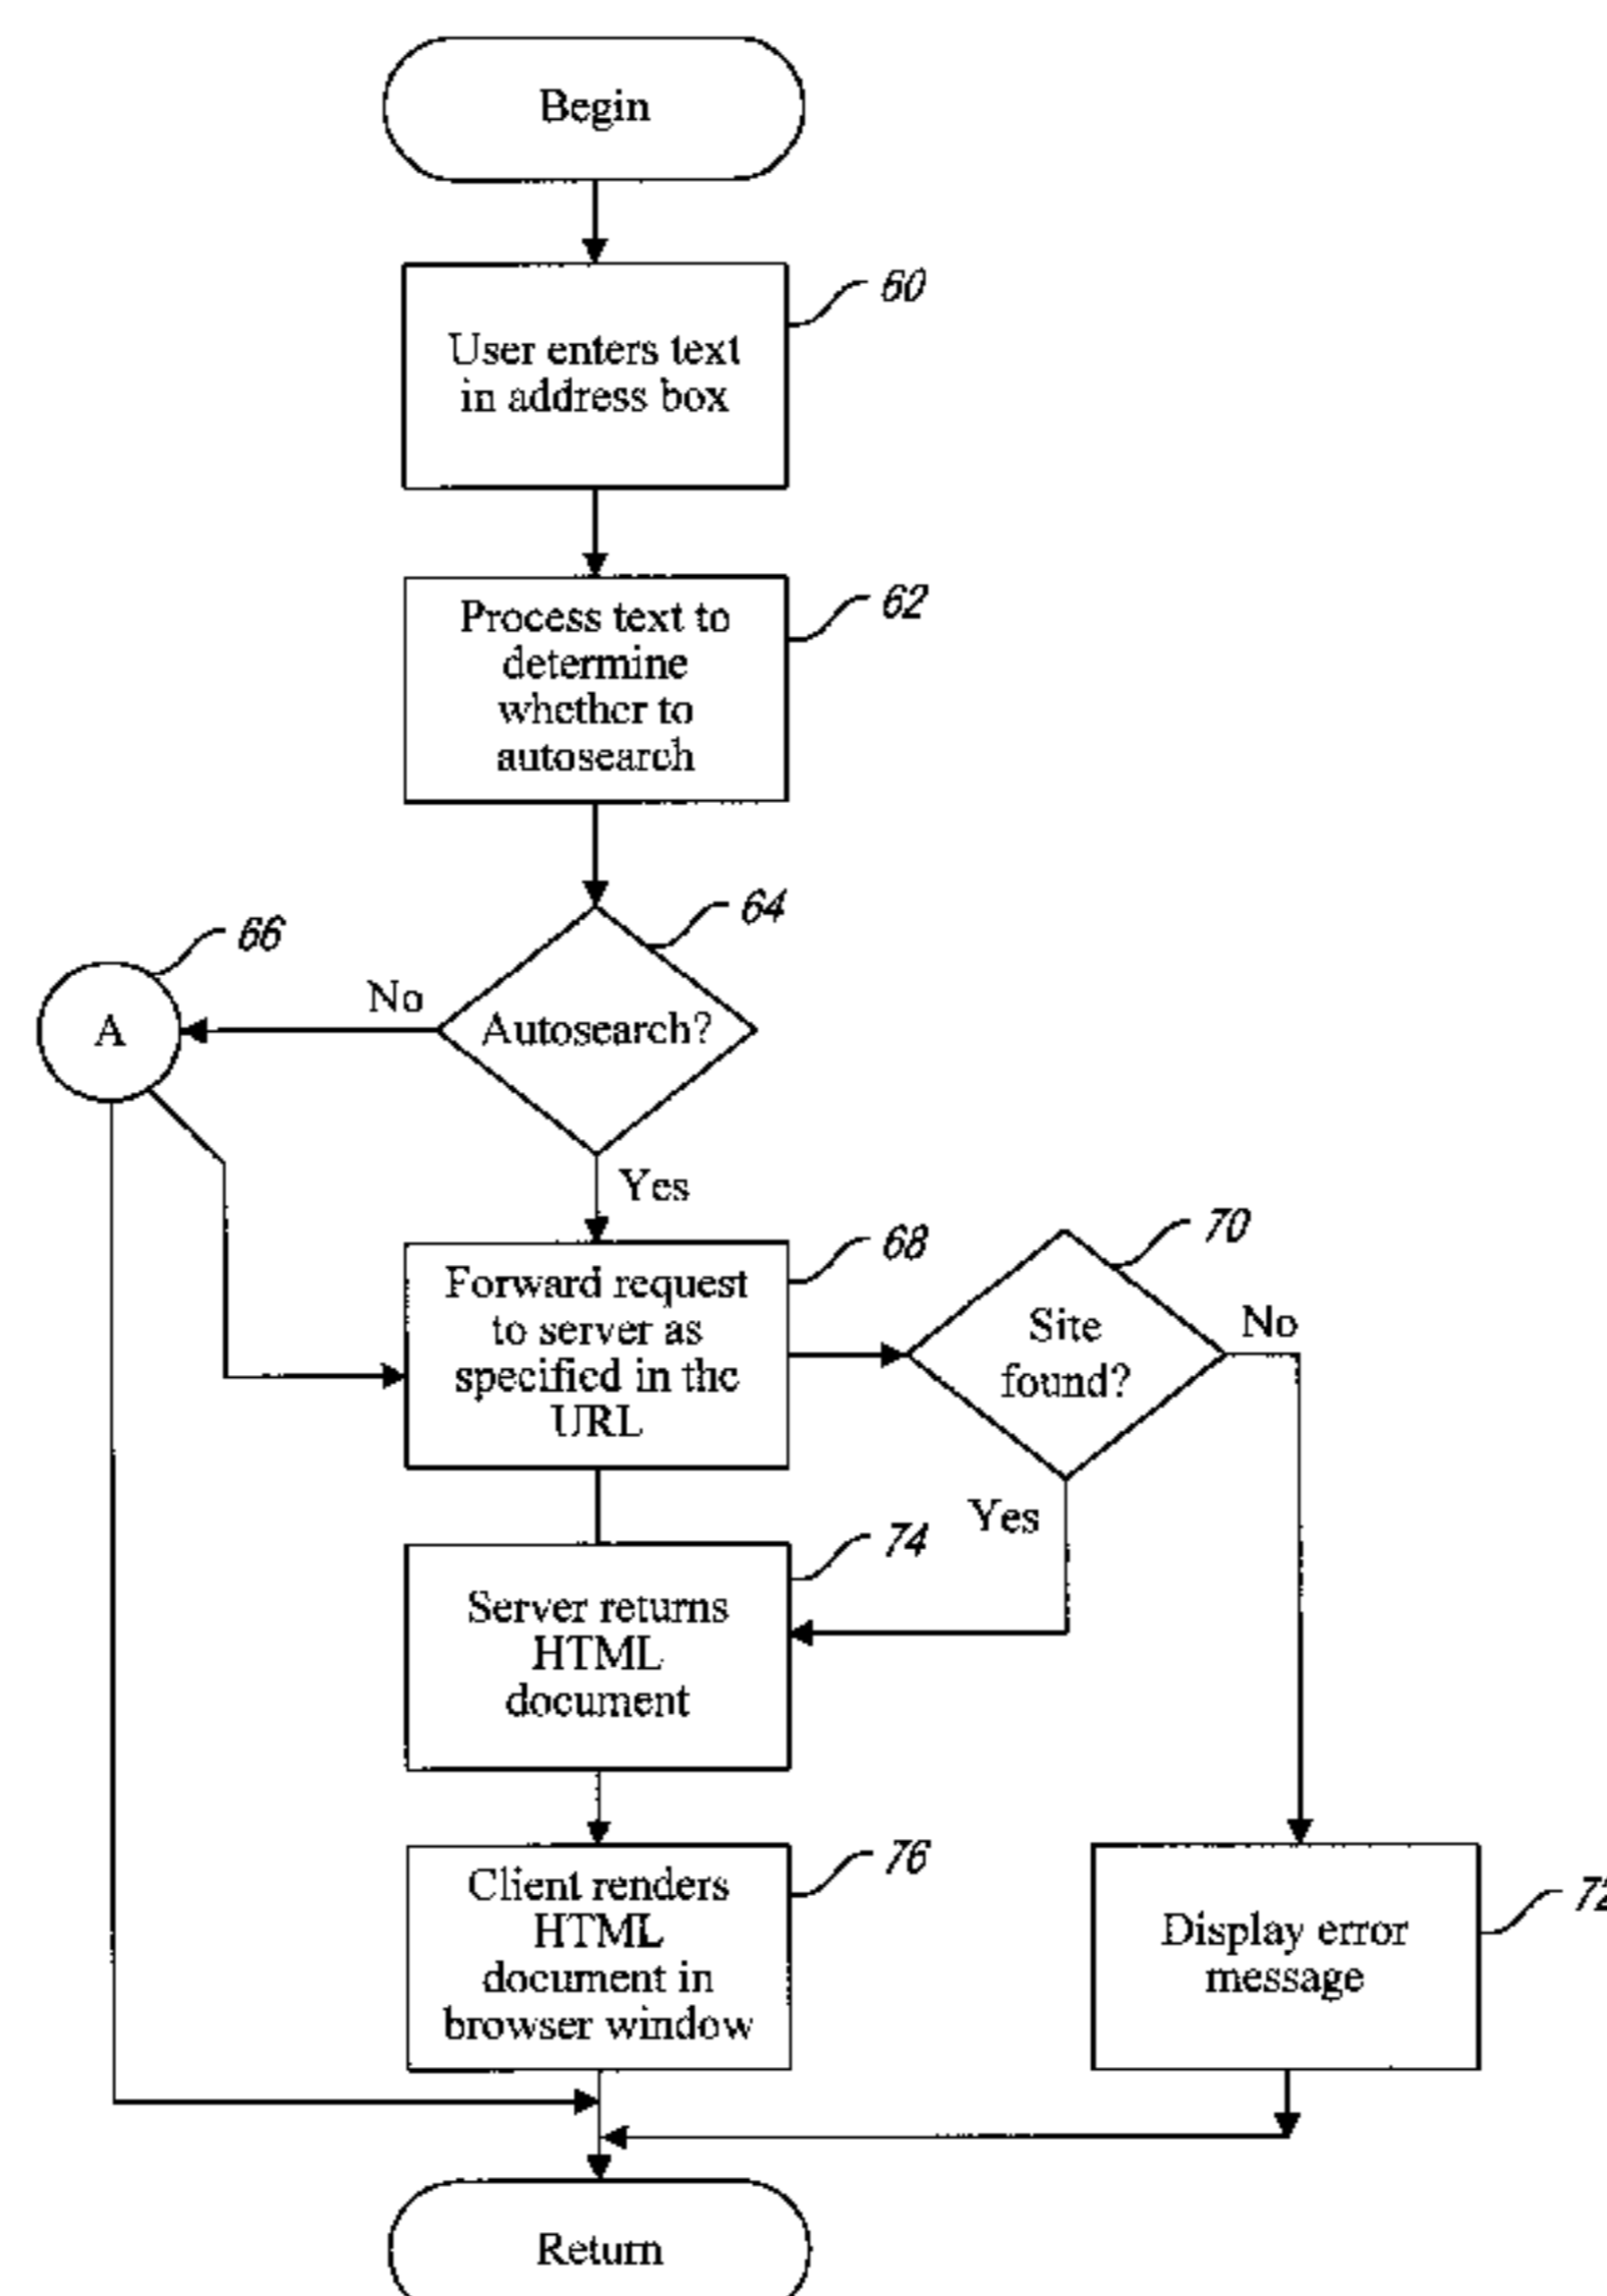 Begin
60
User enters text
in address box
62
Process text to
determine
whether to
autosearch
64
66
No
A
Autosearch?
Yes
68
70
Forward request
to server as
specified in the
URL
Site
found?
No
Yes
74
Server returns
HTML
document
76
Client renders
HTML
document in
browser window
72
Display error
message
Return